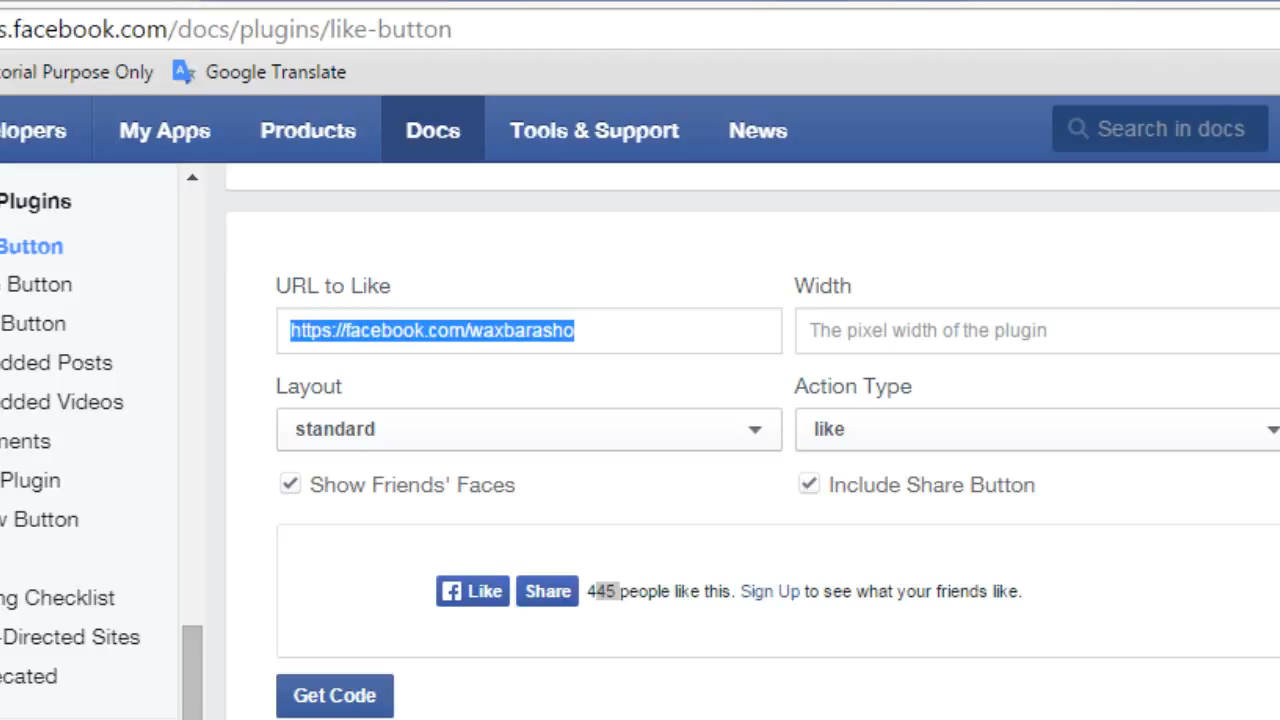 s.facebook.com/docs/plugins/like-button
torial Purpose Only Google Translate
lopers My Apps Products Docs Tools & Support News Search in docs
Plugins
Button
Button
Button
dded Posts
dded Videos
ments
Plugin
w Button
ng Checklist
-Directed Sites
ecated
URL to Like Width
https://facebook.com/waxbarasho The pixel width of the plugin
Layout Action Type
standard like
Show Friends' Faces Include Share Button
Like Share 445 people like this. Sign Up to see what your friends like.
Get Code